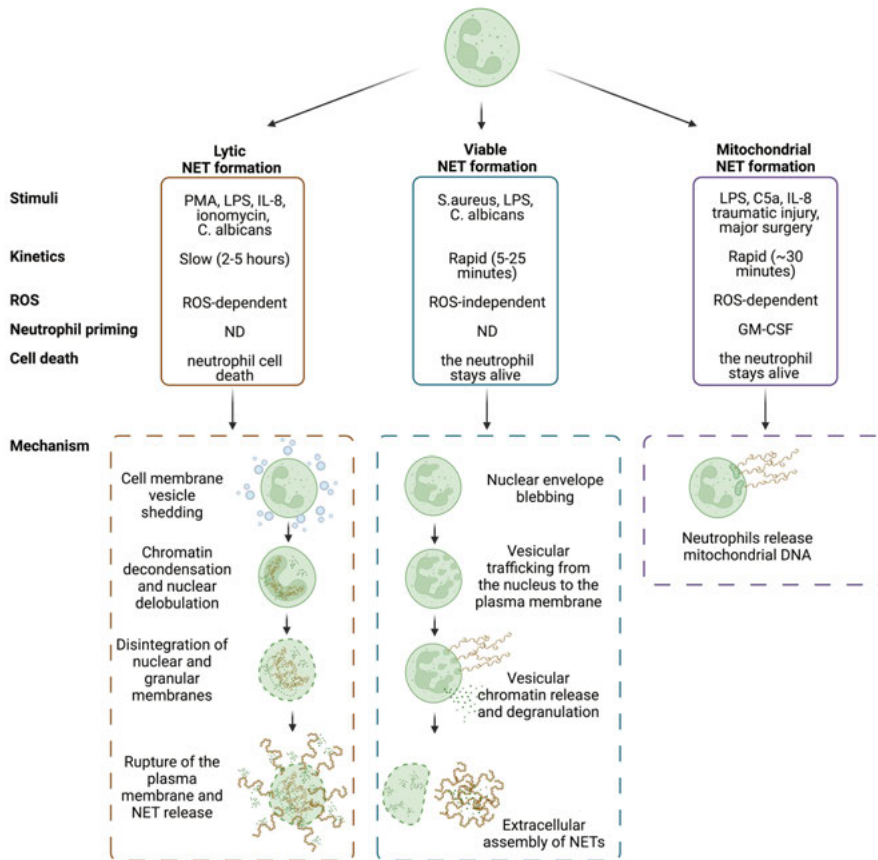 Lytic
NET formation
Viable
NET formation
Mitochondrial
NET formation
Stimuli
PMA, LPS, IL-8,
ionomycin,
C. albicans
S.aureus, LPS,
C. albicans
LPS, C5a, IL-8
traumatic injury,
major surgery
Kinetics
Slow (2-5 hours)
Rapid (5-25
minutes)
Rapid (~30
minutes)
ROS
ROS-dependent
ROS-independent
ROS-dependent
Neutrophil priming
ND
ND
GM-CSF
Cell death
neutrophil cell
death
the neutrophil
stays alive
the neutrophil
stays alive
Mechanism
Cell membrane
vesicle
shedding
Chromatin
decondensation
and nuclear
delobulation
Disintegration of
nuclear and
granular
membranes
Rupture of the
plasma
membrane and
NET release
Nuclear envelope
blebbing
Vesicular
trafficking from
the nucleus to the
plasma membrane
Vesicular
chromatin release
and degranulation
Extracellular
assembly of NETs
Neutrophils release
mitochondrial DNA